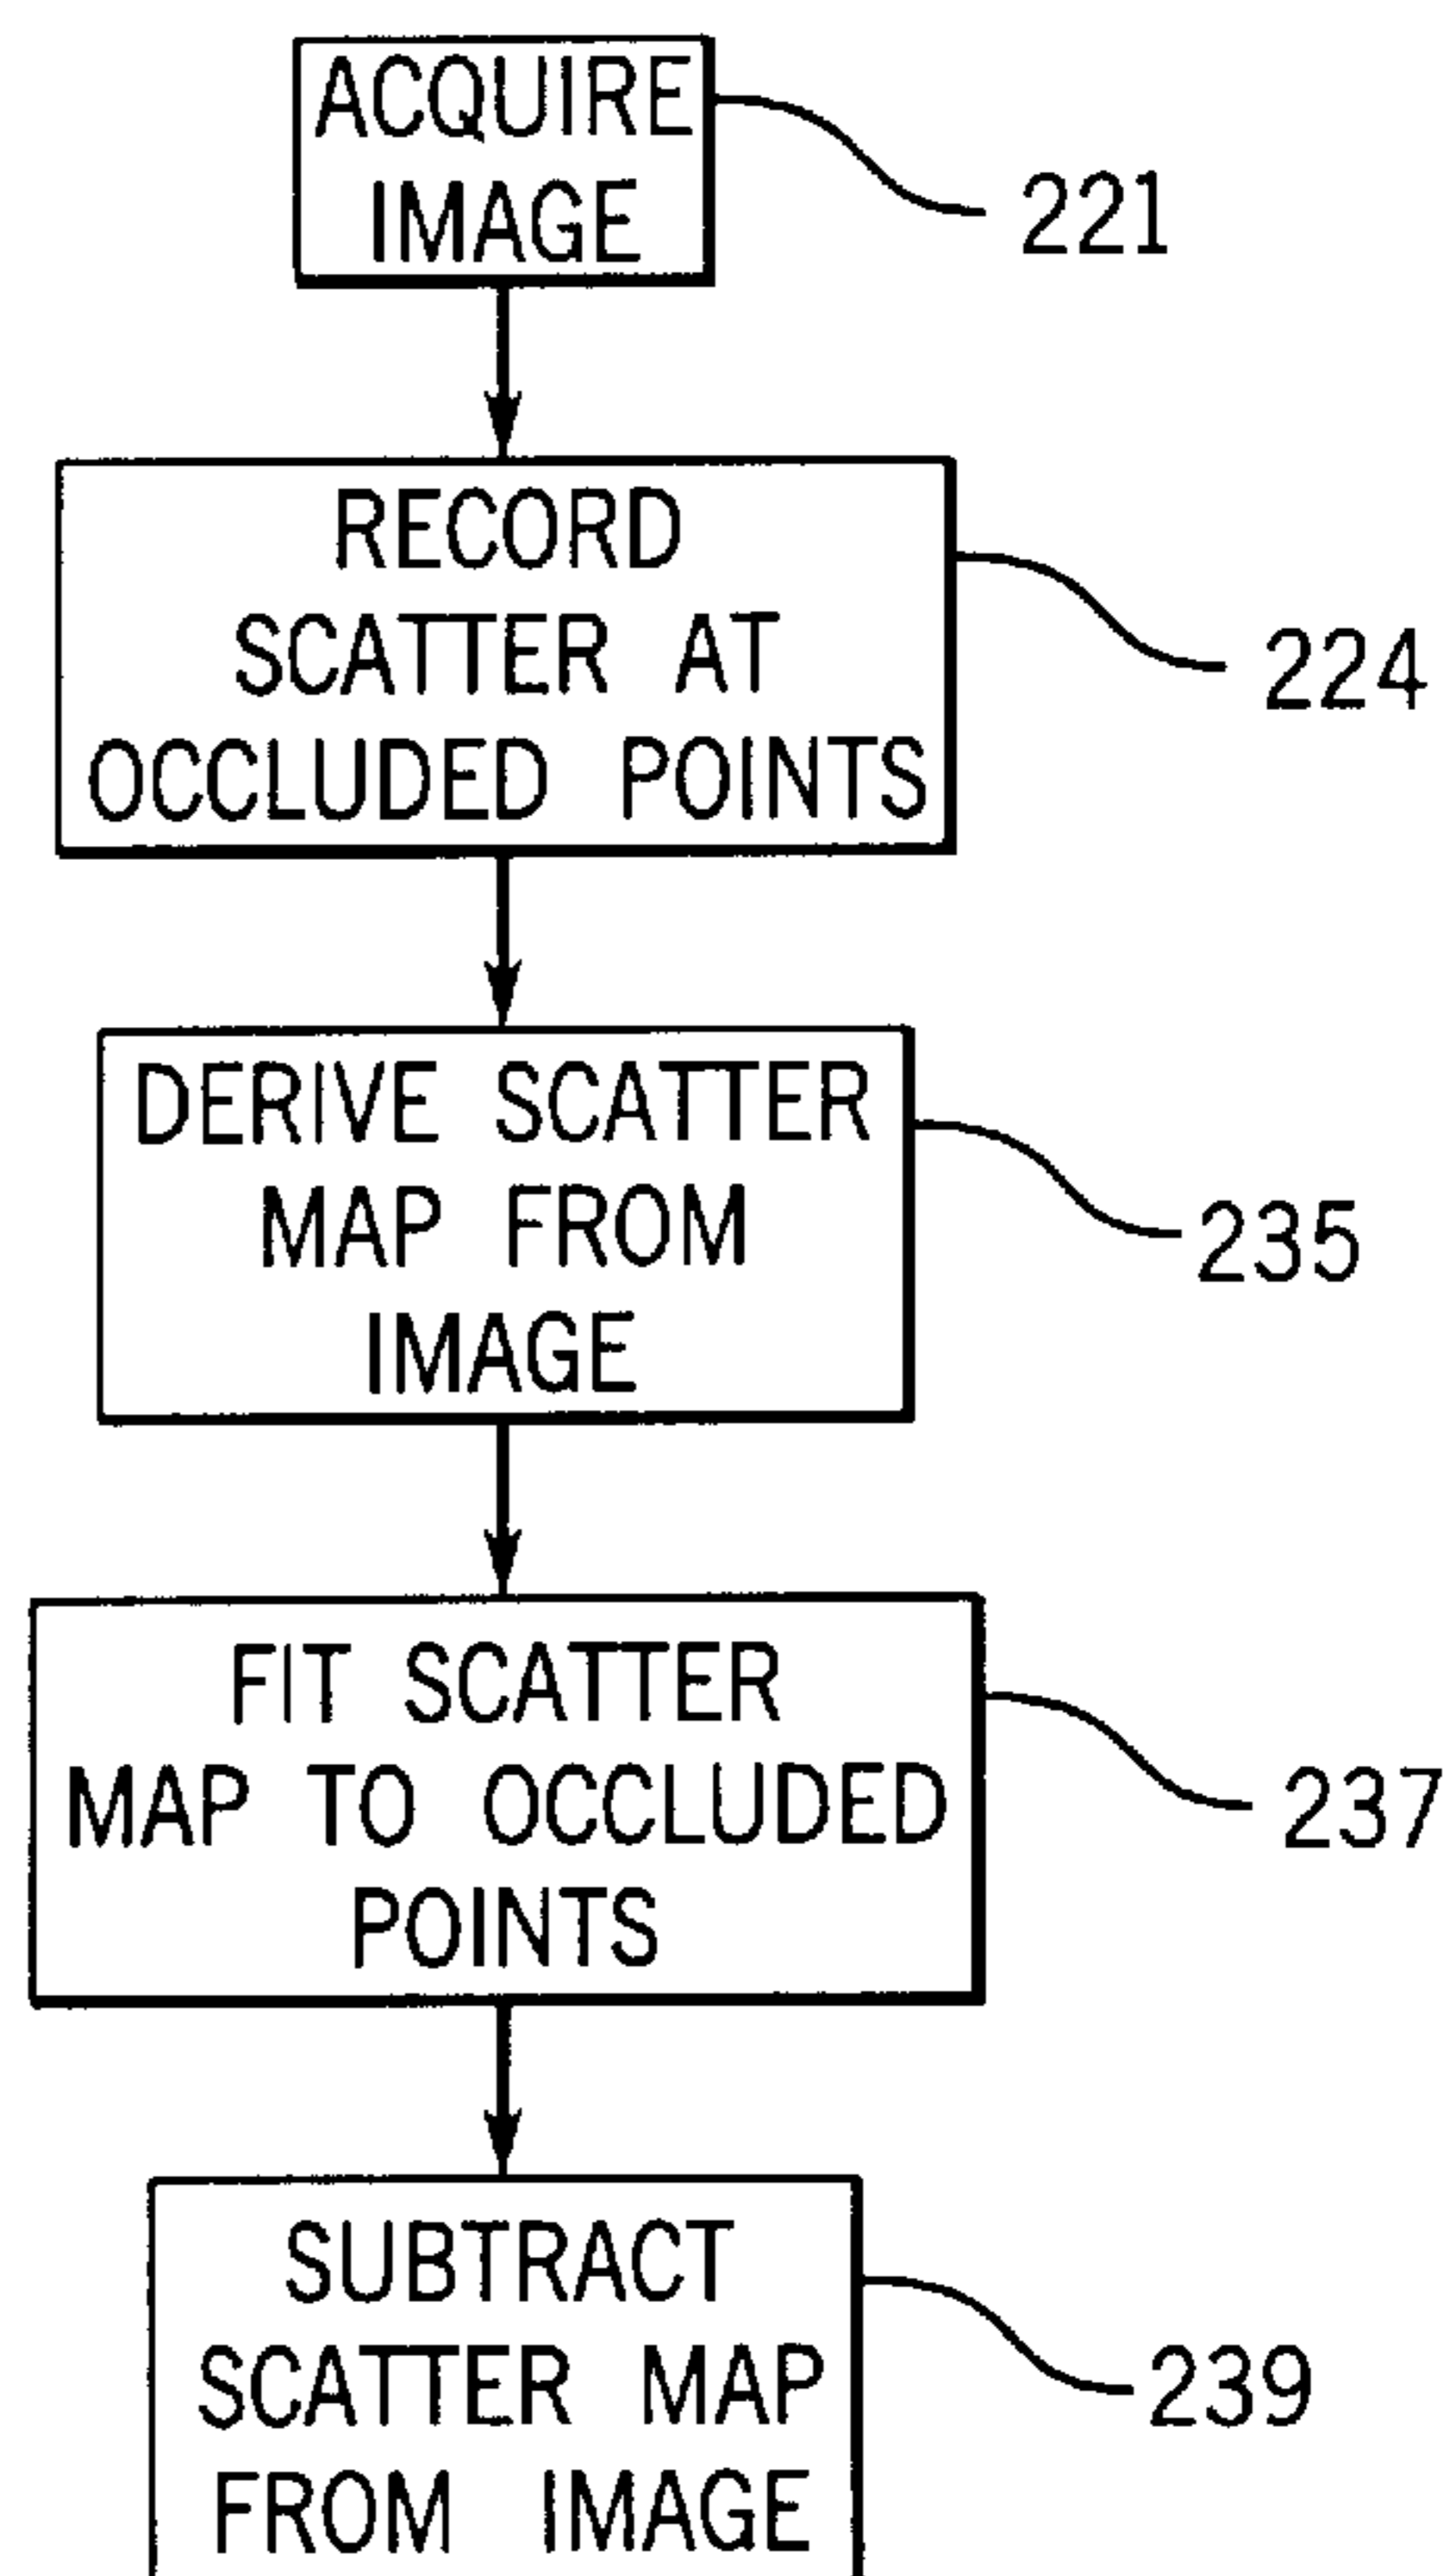 ACQUIRE
IMAGE
221
RECORD
SCATTER AT
OCCLUDED POINTS
224
DERIVE SCATTER
MAP FROM
IMAGE
235
FIT SCATTER
MAP TO OCCLUDED
POINTS
237
SUBTRACT
SCATTER MAP
FROM IMAGE
239